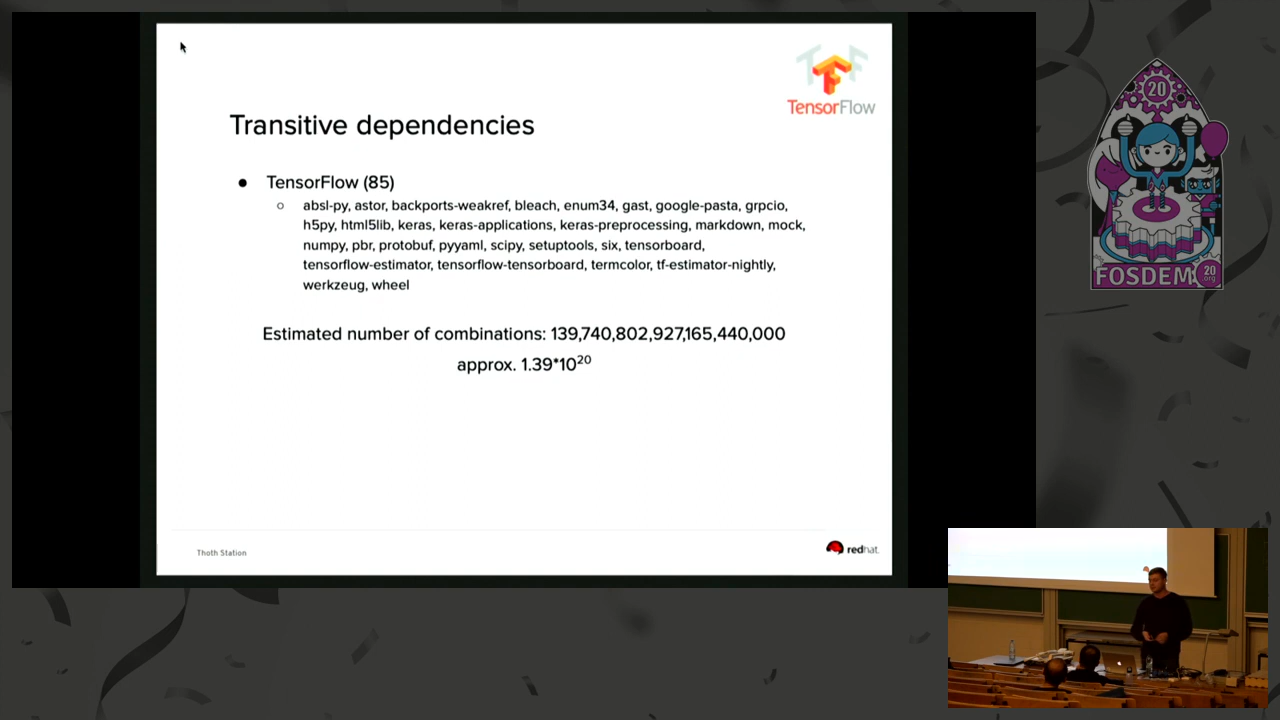 TensorFlow
Transitive dependencies
● TensorFlow (85)
○ absl-py, astor, backports-weakref, bleach, enum34, gast, google-pasta, grpcio,
h5py, html5lib, keras, keras-applications, keras-preprocessing, markdown, mock,
numpy, pbr, protobuf, pyyaml, scipy, setuptools, six, tensorboard,
tensorflow-estimator, tensorflow-tensorboard, termcolor, tf-estimator-nightly,
werkzeug, wheel
Estimated number of combinations: 139,740,802,927,165,440,000
approx. 1.39*10²⁰
Thoth Station
redhat.
20
FOSDEM
20
.org